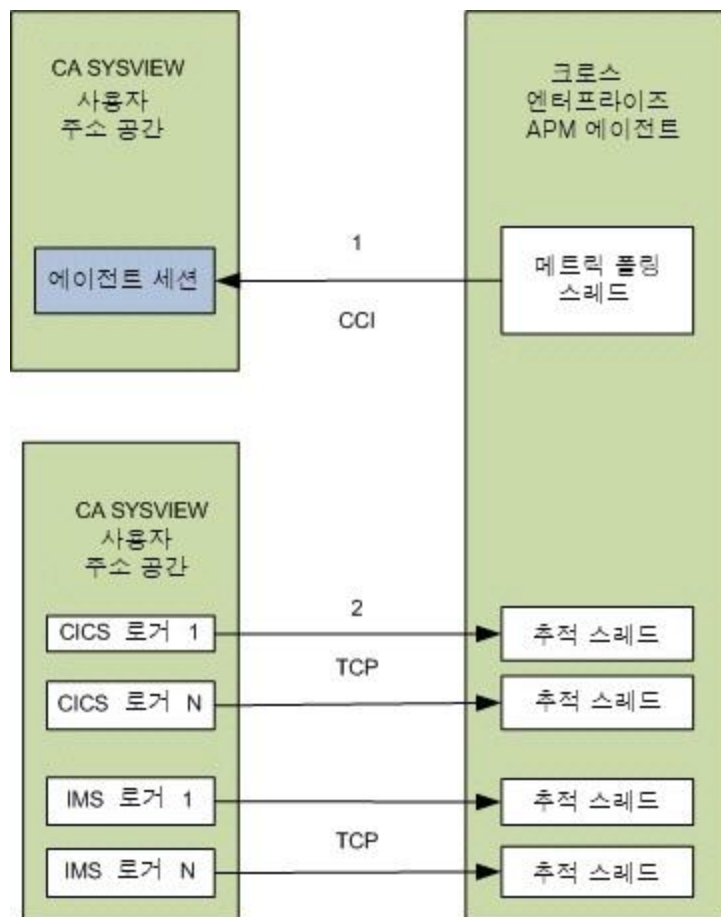 CA SYSVIEW
사용자
주소 공간
에이전트 세션
1
CCI
크로스
엔터프라이즈
APM 에이전트
메트릭 폴링
스레드
CA SYSVIEW
사용자
주소 공간
CICS 로거 1
CICS 로거 N
IMS 로거 1
IMS 로거 N
2
TCP
TCP
추적 스레드
추적 스레드
추적 스레드
추적 스레드